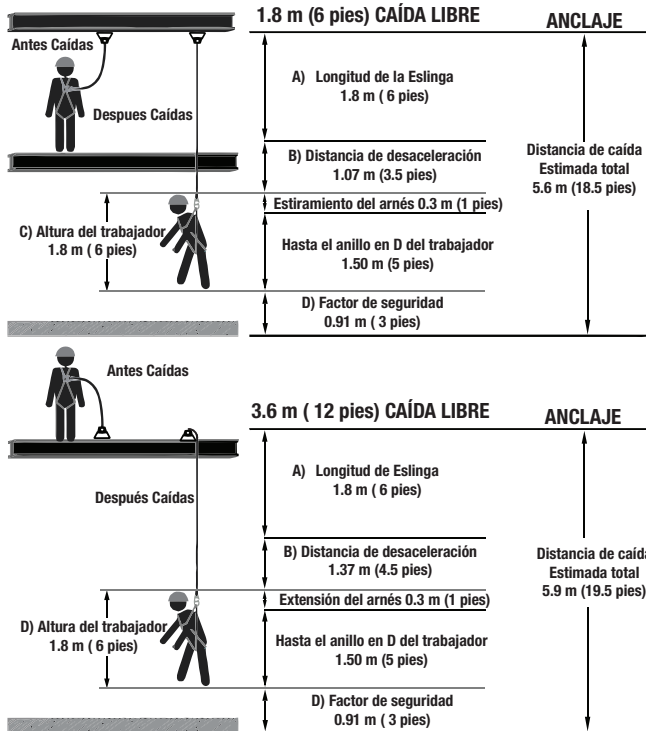 1.8 m (6 pies) CAÍDA LIBRE
ANCLAJE
Antes Caídas
Despues Caídas
A) Longitud de la Eslinga
1.8 m ( 6 pies)
B) Distancia de desaceleración
1.07 m (3.5 pies)
Estiramiento del arnés 0.3 m (1 pies)
C) Altura del trabajador
1.8 m ( 6 pies)
Hasta el anillo en D del trabajador
1.50 m (5 pies)
D) Factor de seguridad
0.91 m ( 3 pies)
Distancia de caída
Estimada total
5.6 m (18.5 pies)
Antes Caídas
3.6 m ( 12 pies) CAÍDA LIBRE
ANCLAJE
Después Caídas
A) Longitud de Eslinga
1.8 m ( 6 pies)
B) Distancia de desaceleración
1.37 m (4.5 pies)
Extensión del arnés 0.3 m (1 pies)
D) Altura del trabajador
1.8 m ( 6 pies)
Hasta el anillo en D del trabajador
1.50 m (5 pies)
D) Factor de seguridad
0.91 m ( 3 pies)
Distancia de caída
Estimada total
5.9 m (19.5 pies)